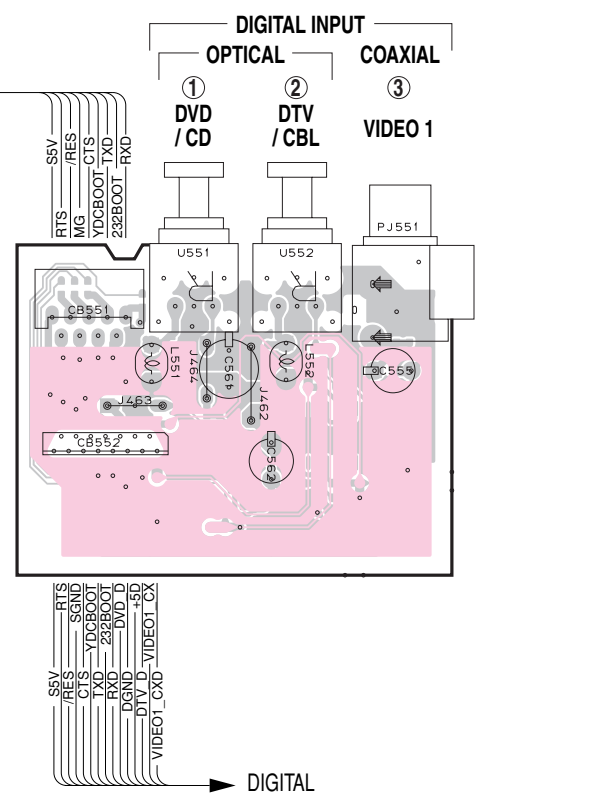 DIGITAL INPUT
OPTICAL
COAXIAL
① ② ③
DVD
/ CD
DTV
/ CBL
VIDEO 1
S5V
RTS
/RES
MG
CTS
YDCBOOT
TXD
232BOOT
RXD
U551
U552
PJ551
CB551
L551
J464
C561
L552
C555
J463
J462
CB552
C562
S5V
RTS
/RES
SGND
CTS
YDCBOOT
TXD
232BOOT
RXD
DVD_D
DGND
+5D
DTV_D
VIDEO1_CX
VIDEO1_CXD
DIGITAL